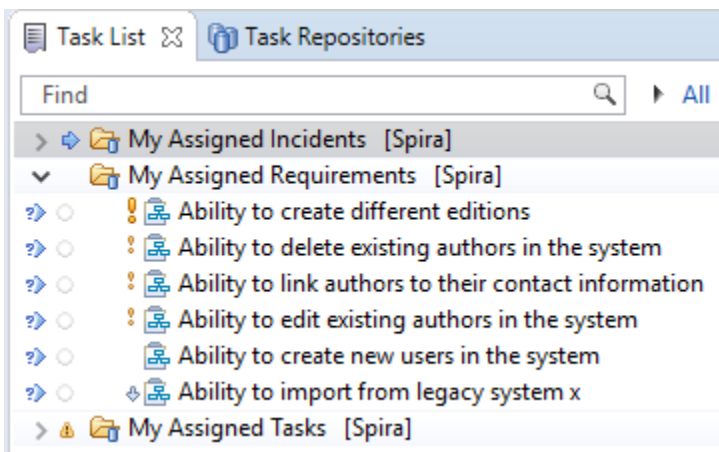 Task List Task Repositories
Find All
My Assigned Incidents [Spira]
My Assigned Requirements [Spira]
Ability to create different editions
Ability to delete existing authors in the system
Ability to link authors to their contact information
Ability to edit existing authors in the system
Ability to create new users in the system
Ability to import from legacy system x
My Assigned Tasks [Spira]